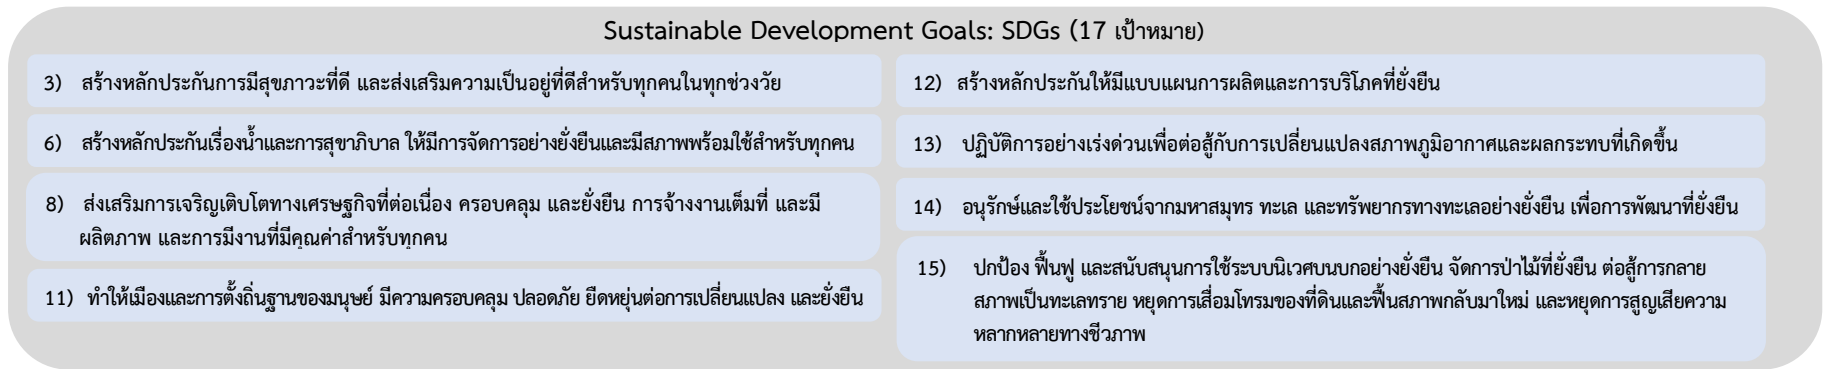 Sustainable Development Goals: SDGs (17 เป้าหมาย)
3) สร้างหลักประกันการมีสุขภาวะที่ดี และส่งเสริมความเป็นอยู่ที่ดีสำหรับทุกคนในทุกช่วงวัย
6) สร้างหลักประกันเรื่องน้ำและการสุขาภิบาล ให้มีการจัดการอย่างยั่งยืนและมีสภาพพร้อมใช้สำหรับทุกคน
8) ส่งเสริมการเจริญเติบโตทางเศรษฐกิจที่ต่อเนื่อง ครอบคลุม และยั่งยืน การจ้างงานเต็มที่ และมี
ผลิตภาพ และการมีงานที่มีคุณค่าสำหรับทุกคน
11) ทำให้เมืองและการตั้งถิ่นฐานของมนุษย์ มีความครอบคลุม ปลอดภัย ยืดหยุ่นต่อการเปลี่ยนแปลง และยั่งยืน
12) สร้างหลักประกันให้มีแบบแผนการผลิตและการบริโภคที่ยั่งยืน
13) ปฏิบัติการอย่างเร่งด่วนเพื่อต่อสู้กับการเปลี่ยนแปลงสภาพภูมิอากาศและผลกระทบที่เกิดขึ้น
14) อนุรักษ์และใช้ประโยชน์จากมหาสมุทร ทะเล และทรัพยากรทางทะเลอย่างยั่งยืน เพื่อการพัฒนาที่ยั่งยืน
15) ปกป้อง ฟื้นฟู และสนับสนุนการใช้ระบบนิเวศบนบกอย่างยั่งยืน จัดการป่าไม้ที่ยั่งยืน ต่อสู้การกลาย
สภาพเป็นทะเลทราย หยุดการเสื่อมโทรมของที่ดินและฟื้นสภาพกลับมาใหม่ และหยุดการสูญเสียความ
หลากหลายทางชีวภาพ